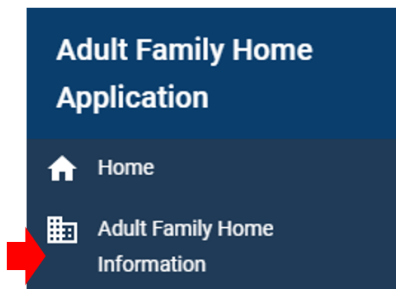 Adult Family Home
Application
Home
Adult Family Home
Information